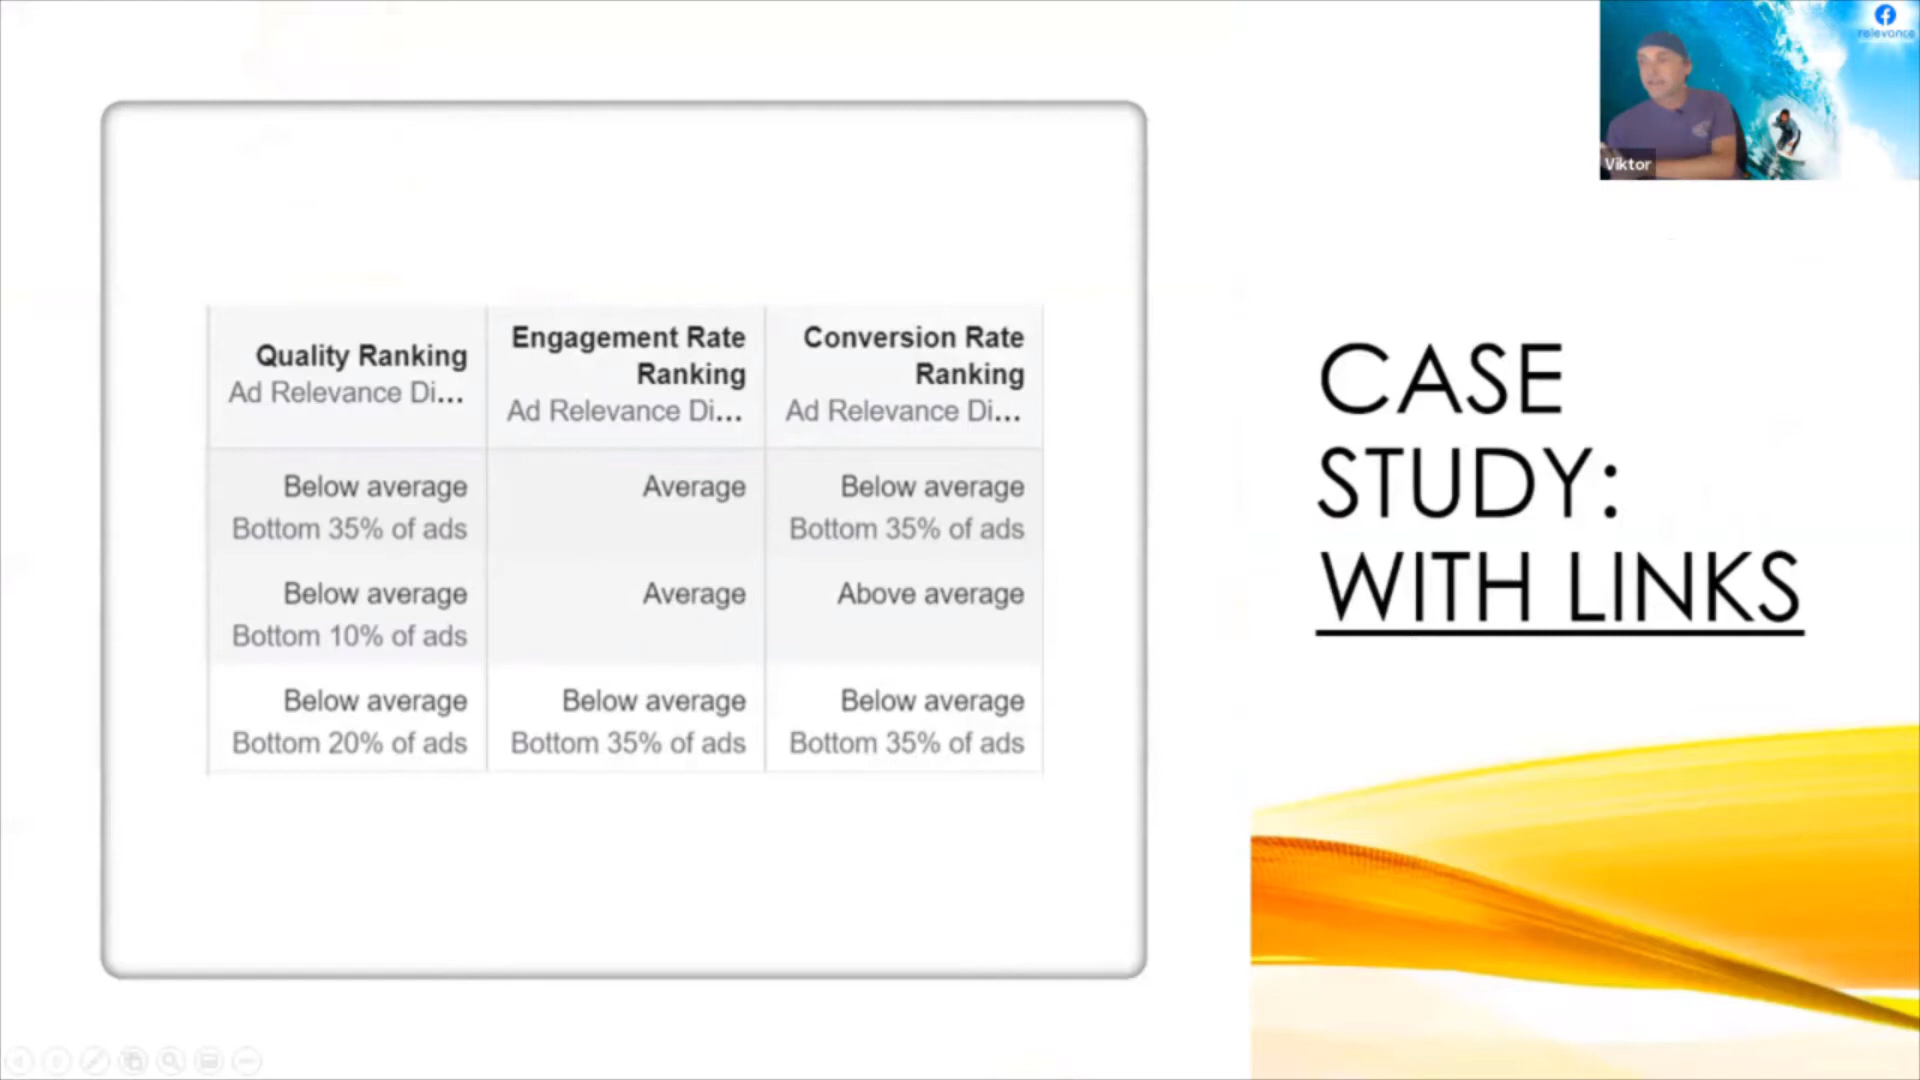 relevance
Viktor
Quality Ranking
Ad Relevance Di...
Engagement Rate
Ranking
Ad Relevance Di...
Conversion Rate
Ranking
Ad Relevance Di...
Below average
Bottom 35% of ads
Average
Below average
Bottom 35% of ads
Below average
Bottom 10% of ads
Average
Above average
Below average
Bottom 20% of ads
Below average
Bottom 35% of ads
Below average
Bottom 35% of ads
CASE
STUDY:
WITH LINKS